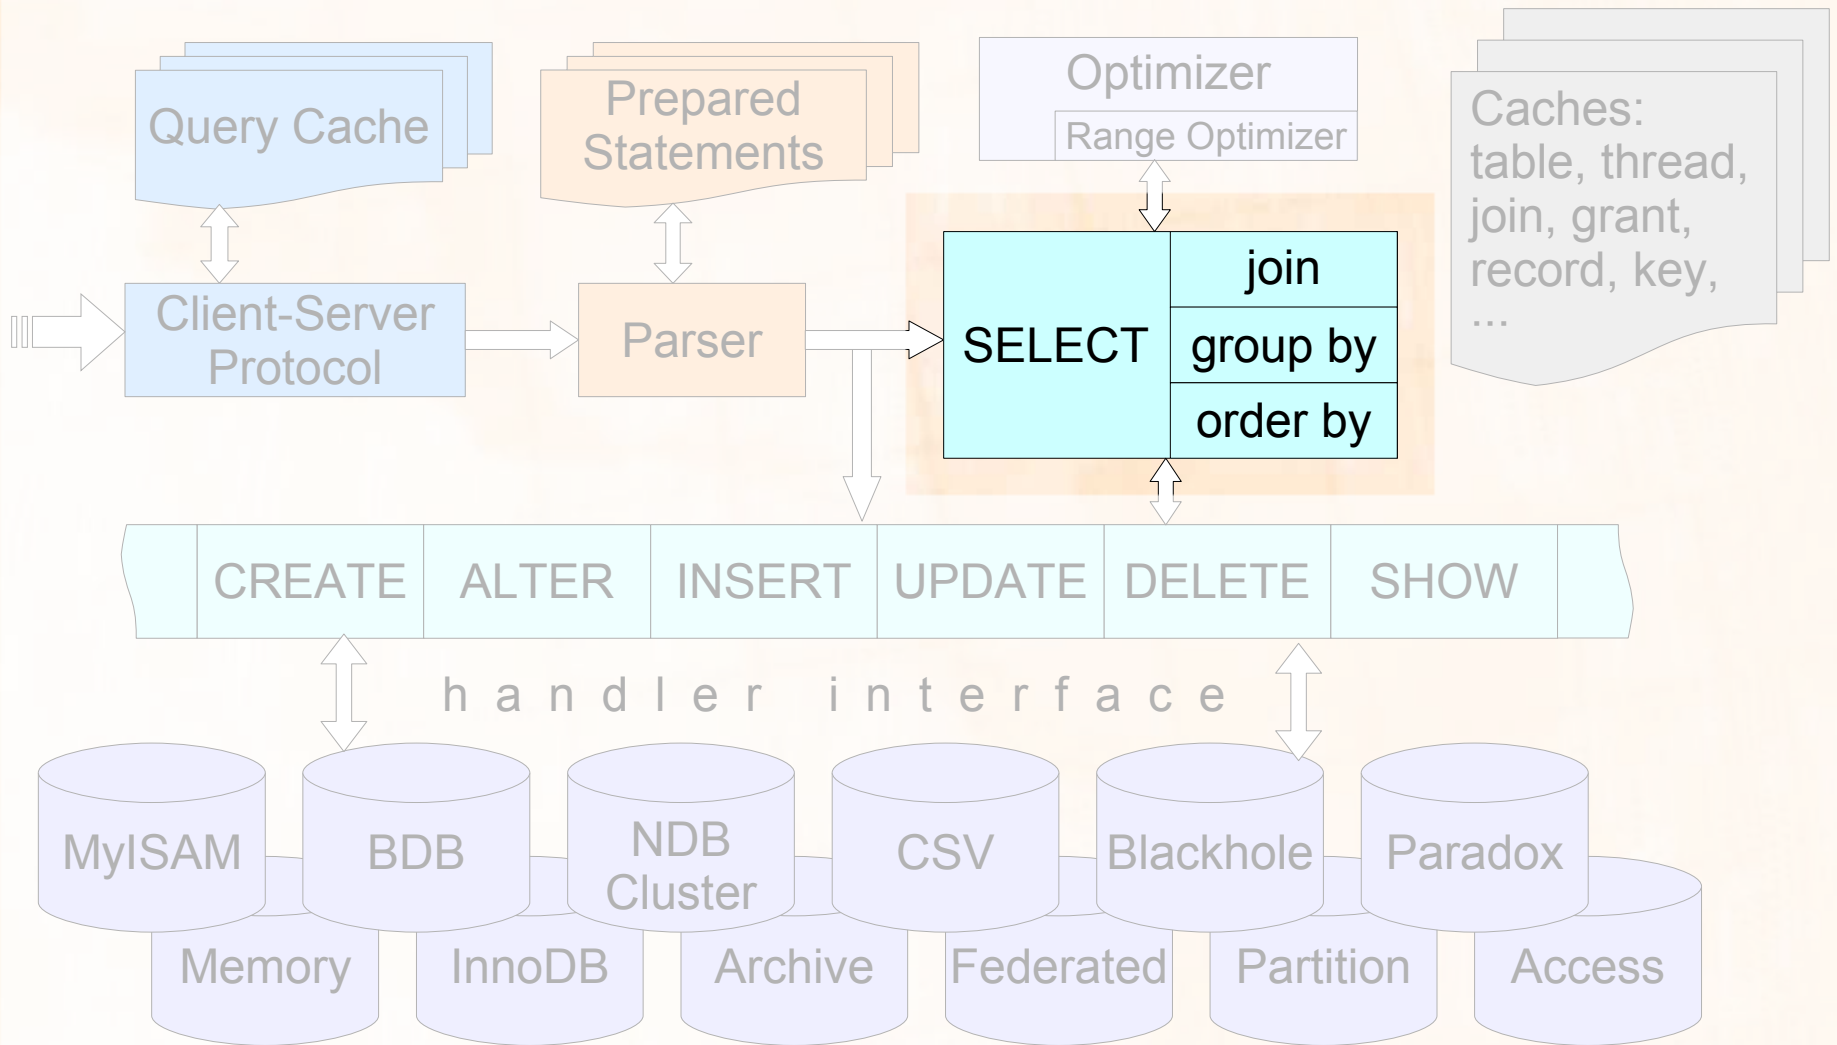 Query Cache
Prepared
Statements
Optimizer
Range Optimizer
Caches:
table, thread,
join, grant,
record, key,
...
Client-Server
Protocol
Parser
SELECT
join
group by
order by
CREATE
ALTER
INSERT
UPDATE
DELETE
SHOW
handler interface
MyISAM
BDB
NDB
Cluster
CSV
Blackhole
Paradox
Memory
InnoDB
Archive
Federated
Partition
Access